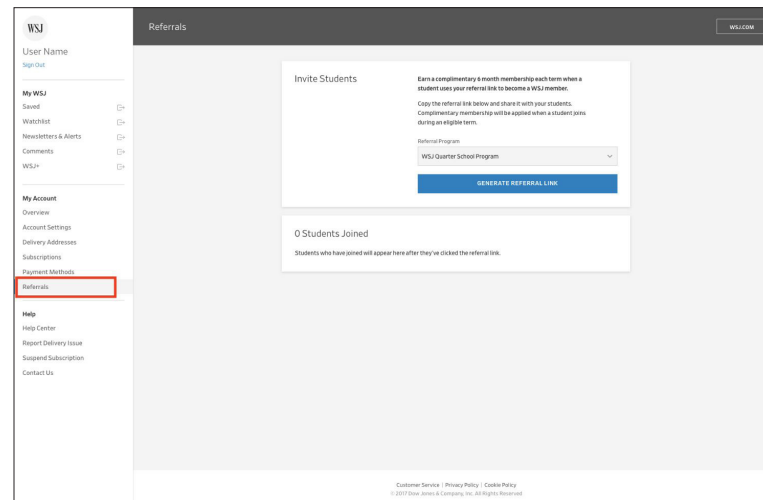 WSJ
Referrals
WSJ.COM
User Name
Sign Out
My WSJ
Saved
Watchlist
Newsletters & Alerts
Comments
WSJ+
My Account
Overview
Account Settings
Delivery Addresses
Subscriptions
Payment Methods
Referrals
Help
Help Center
Report Delivery Issue
Suspend Subscription
Contact Us
Invite Students
Earn a complimentary 6 month membership each term when a
student uses your referral link to become a WSJ member.
Copy the referral link below and share it with your students.
Complimentary membership will be applied when a student joins
during an eligible term.
Referral Program
WSJ Quarter School Program
GENERATE REFERRAL LINK
0 Students Joined
Students who have joined will appear here after they've clicked the referral link.
Customer Service | Privacy Policy | Cookie Policy
© 2017 Dow Jones & Company, Inc. All Rights Reserved